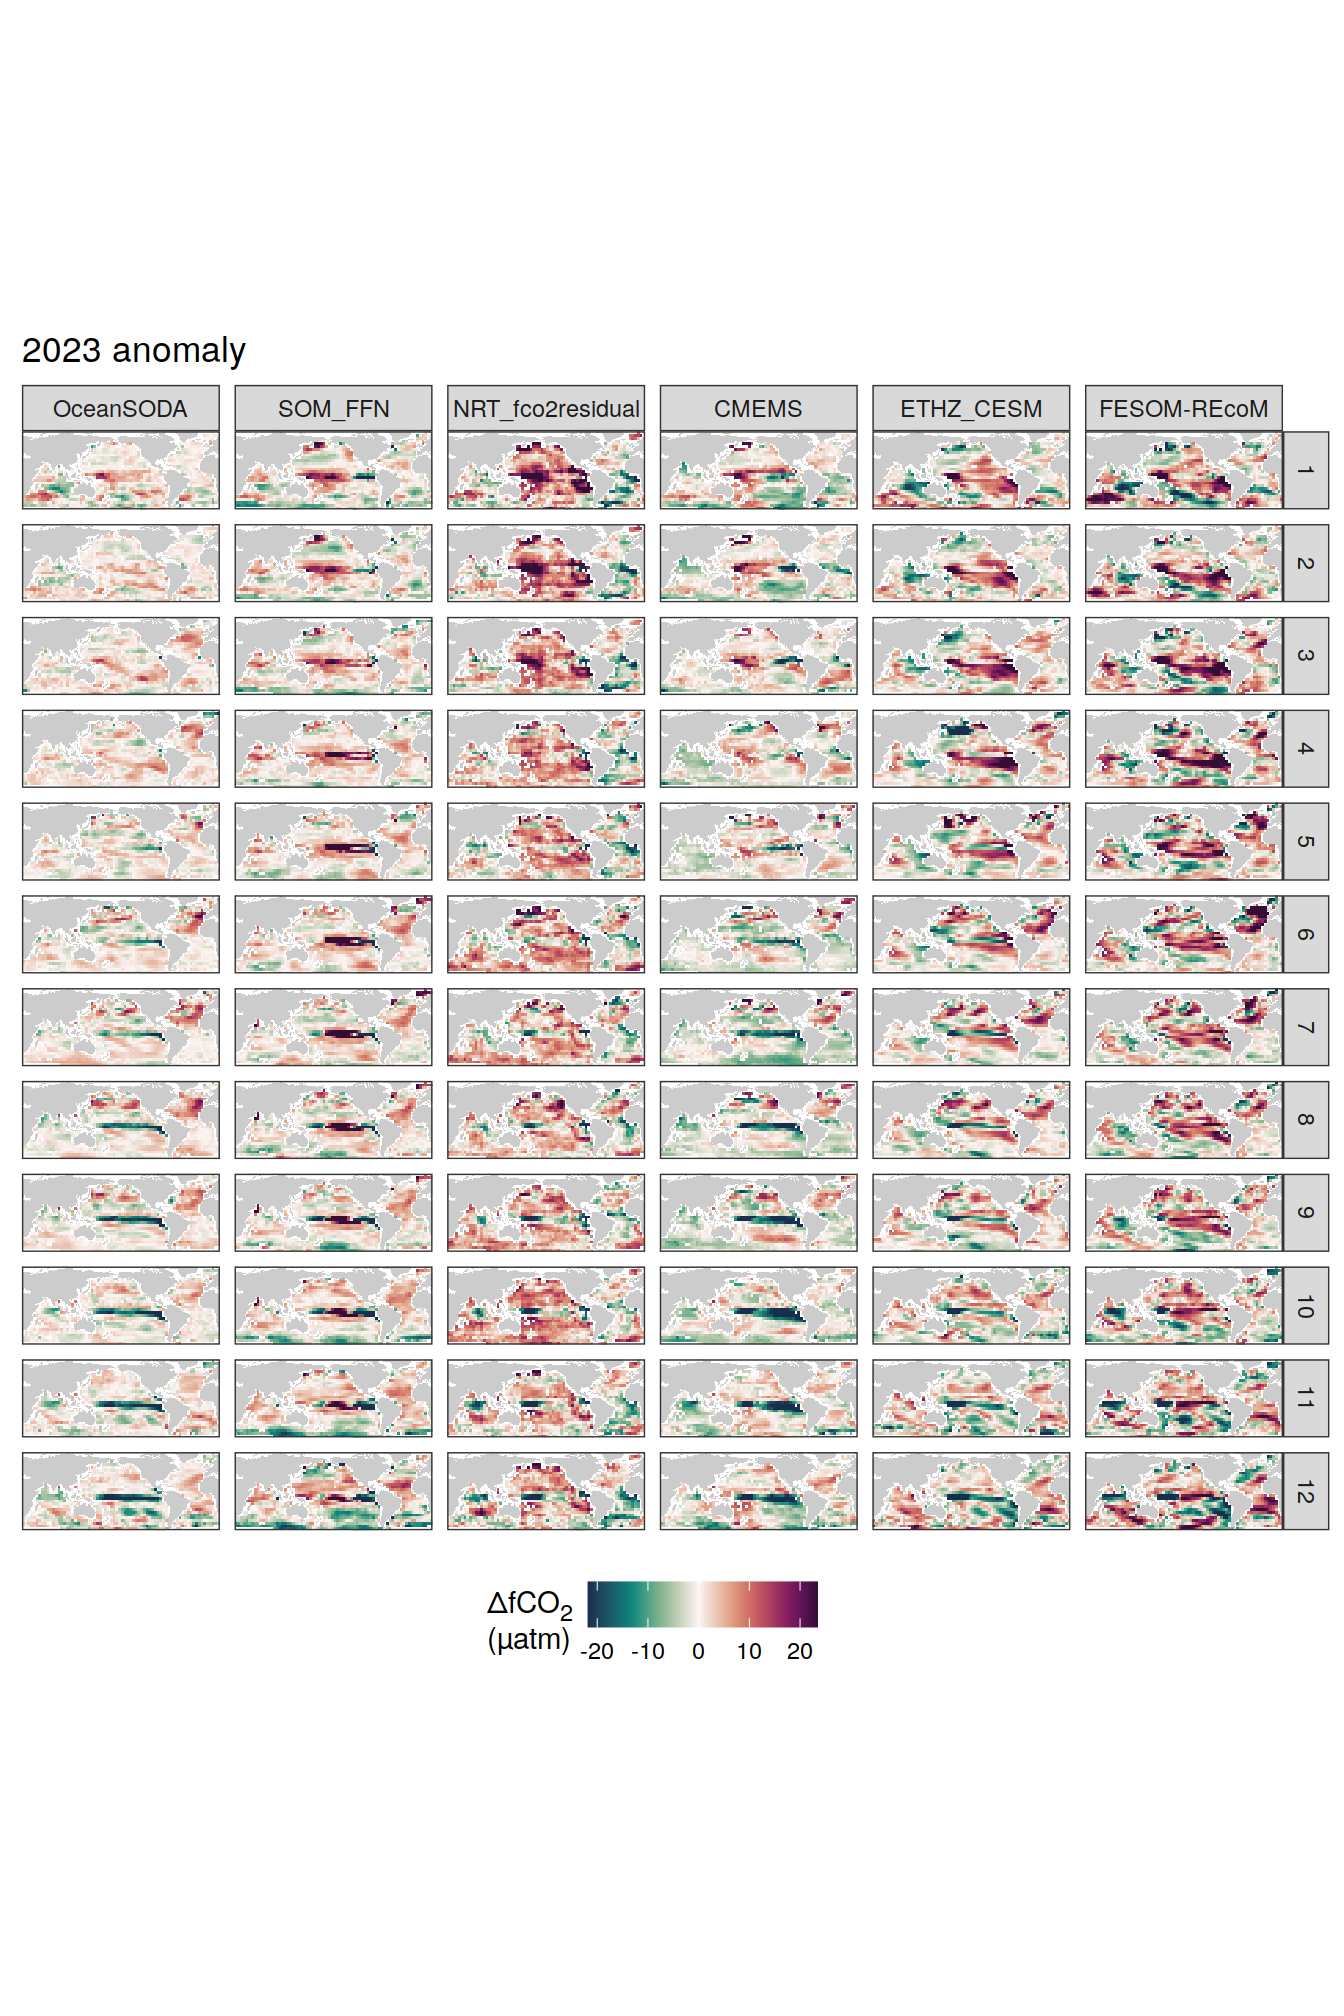 2023 anomaly
OceanSODA SOM_FFN NRT_fco2residual CMEMS ETHZ_CESM FESOM-REcoM
1
2
3
4
5
6
7
8
9
10
11
12
ΔfCO₂
(µatm)
-20 -10 0 10 20